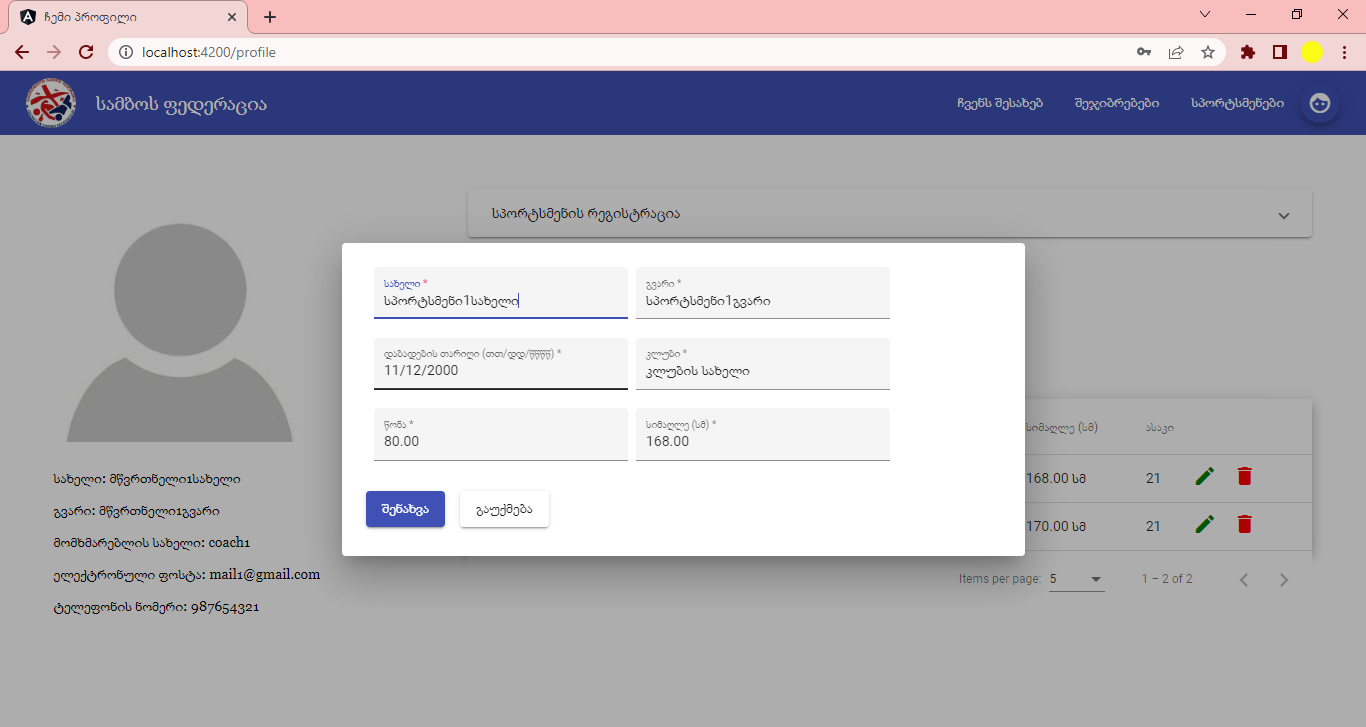 ჩემი პროფილი
localhost:4200/profile
სამბოს ფედერაცია
ჩვენს შესახებ
შეჯიბრებები
სპორტსმენები
სპორტსმენის რეგისტრაცია
სახელი *
სპორტსმენი1სახელი
გვარი *
სპორტსმენი1გვარი
დაბადების თარიღი (თთ/დდ/წწწწ) *
11/12/2000
კლუბი *
კლუბის სახელი
წონა *
80.00
სიმაღლე (სმ) *
168.00
შენახვა
გაუქმება
სიმაღლე (სმ)
ასაკი
168.00 სმ
21
170.00 სმ
21
Items per page: 5
1 – 2 of 2
სახელი: მწვრთნელი1სახელი
გვარი: მწვრთნელი1გვარი
მომხმარებლის სახელი: coach1
ელექტრონული ფოსტა: mail1@gmail.com
ტელეფონის ნომერი: 987654321